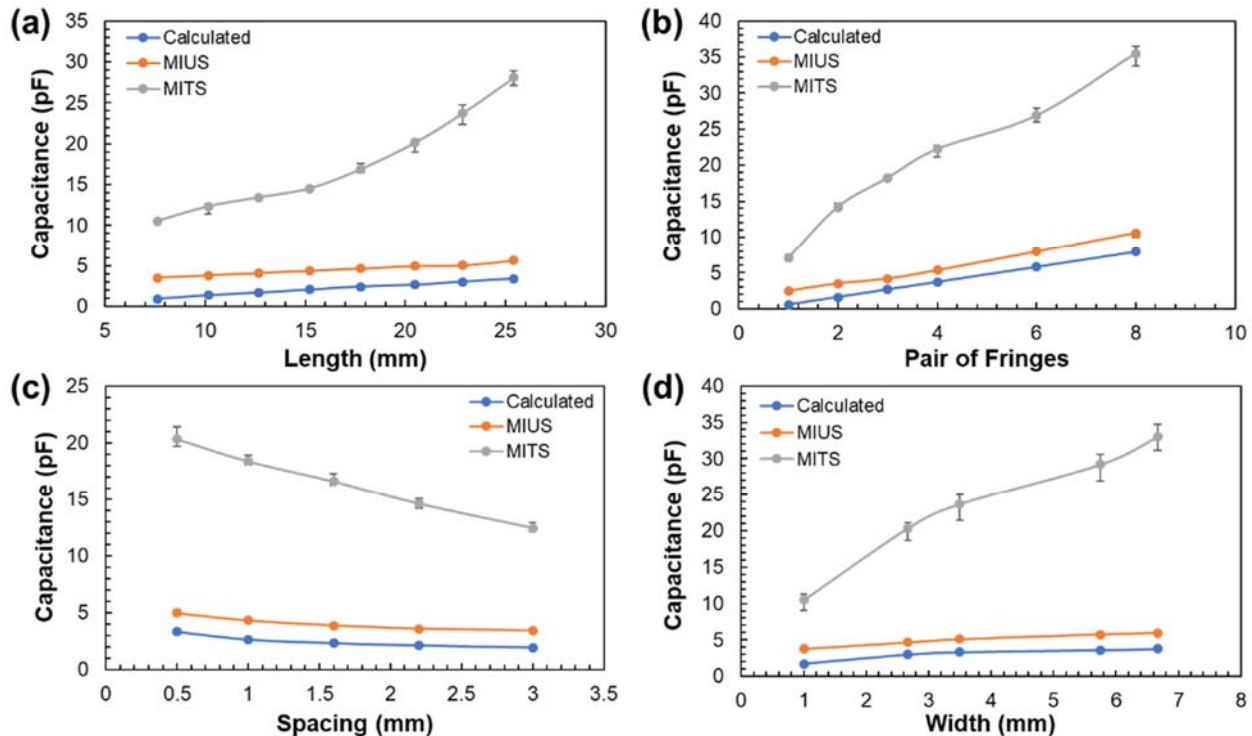 (a)
Capacitance (pF)
35
30
25
20
15
10
5
0
Calculated
MIUS
MITS
5 10 15 20 25 30
Length (mm)
(b)
Capacitance (pF)
40
35
30
25
20
15
10
5
0
Calculated
MIUS
MITS
0 2 4 6 8 10
Pair of Fringes
(c)
Capacitance (pF)
25
20
15
10
5
0
Calculated
MIUS
MITS
0 0.5 1 1.5 2 2.5 3 3.5
Spacing (mm)
(d)
Capacitance (pF)
40
35
30
25
20
15
10
5
0
Calculated
MIUS
MITS
0 1 2 3 4 5 6 7 8
Width (mm)